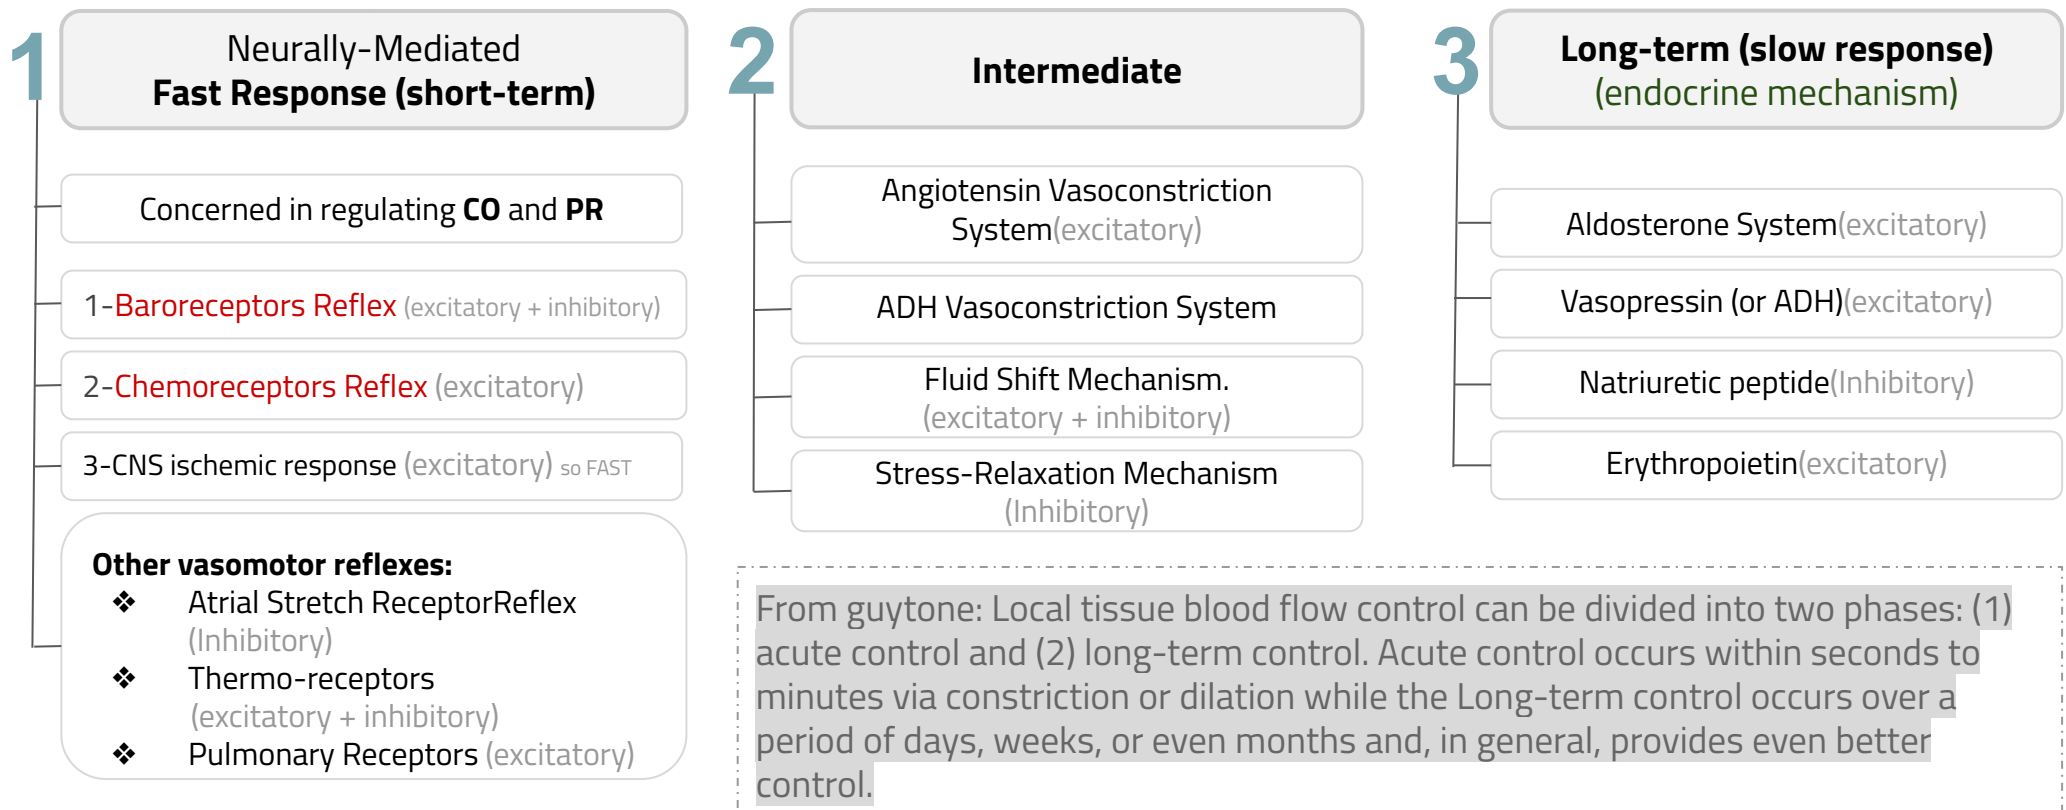 1
Neurally-Mediated
Fast Response (short-term)
Concerned in regulating CO and PR
1-Baroreceptors Reflex (excitatory + inhibitory)
2-Chemoreceptors Reflex (excitatory)
3-CNS ischemic response (excitatory) so FAST
Other vasomotor reflexes:
❖ Atrial Stretch ReceptorReflex
(Inhibitory)
❖ Thermo-receptors
(excitatory + inhibitory)
❖ Pulmonary Receptors (excitatory)
2
Intermediate
Angiotensin Vasoconstriction
System(excitatory)
ADH Vasoconstriction System
Fluid Shift Mechanism.
(excitatory + inhibitory)
Stress-Relaxation Mechanism
(Inhibitory)
3
Long-term (slow response)
(endocrine mechanism)
Aldosterone System(excitatory)
Vasopressin (or ADH)(excitatory)
Natriuretic peptide(Inhibitory)
Erythropoietin(excitatory)
From guytone: Local tissue blood flow control can be divided into two phases: (1)
acute control and (2) long-term control. Acute control occurs within seconds to
minutes via constriction or dilation while the Long-term control occurs over a
period of days, weeks, or even months and, in general, provides even better
control.